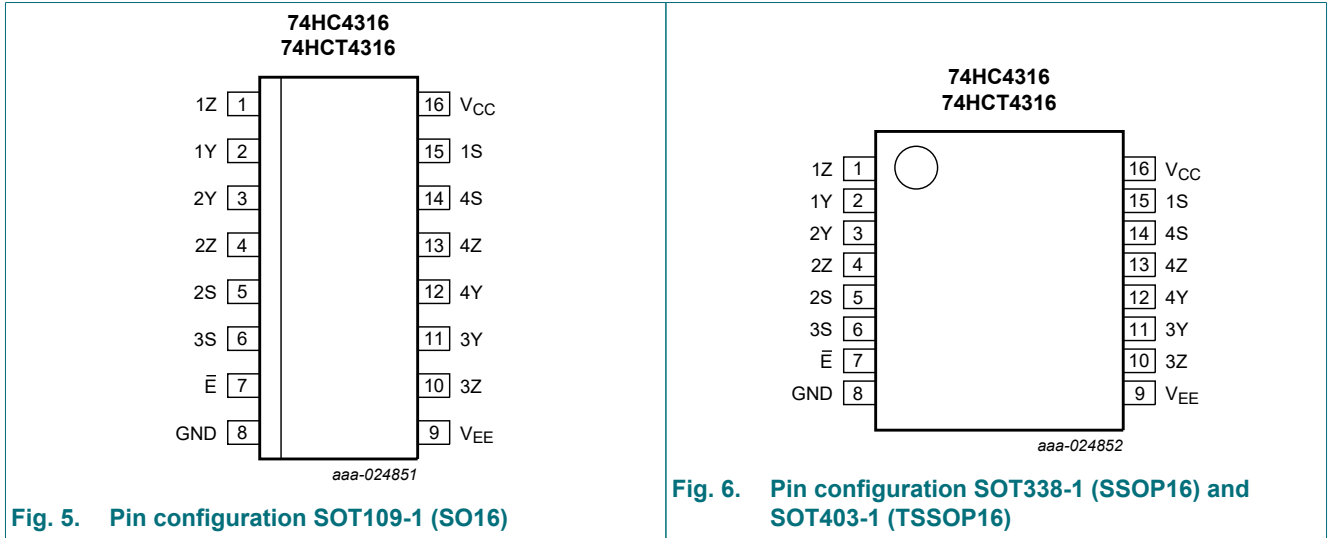 74HC4316
74HCT4316
1Z 1 16 VCC
1Y 2 15 1S
2Y 3 14 4S
2Z 4 13 4Z
2S 5 12 4Y
3S 6 11 3Y
Ē 7 10 3Z
GND 8 9 VEE
aaa-024851
Fig. 5. Pin configuration SOT109-1 (SO16)
74HC4316
74HCT4316
1Z 1 16 VCC
1Y 2 15 1S
2Y 3 14 4S
2Z 4 13 4Z
2S 5 12 4Y
3S 6 11 3Y
Ē 7 10 3Z
GND 8 9 VEE
aaa-024852
Fig. 6. Pin configuration SOT338-1 (SSOP16) and
SOT403-1 (TSSOP16)